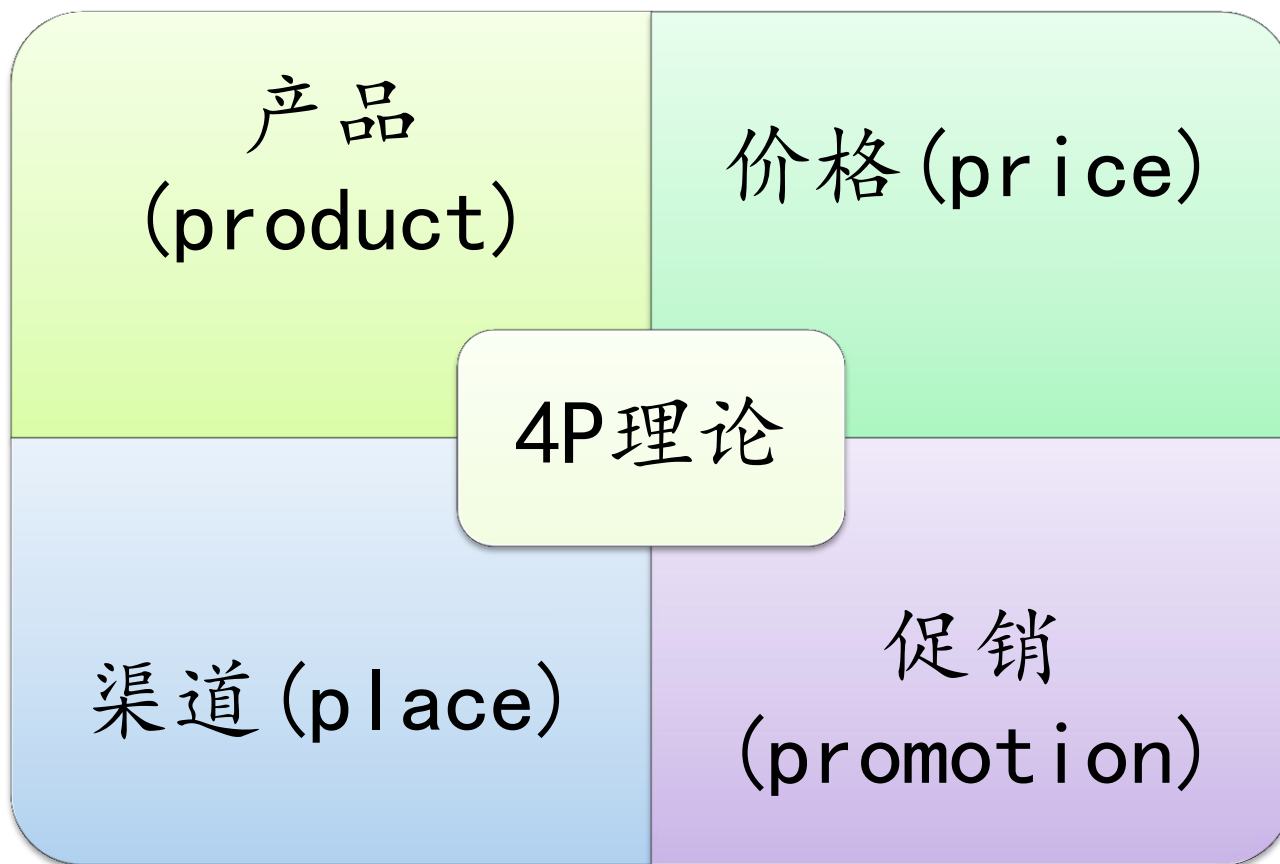 产品
(product)
价格(price)
4P理论
渠道(place)
促销
(promotion)